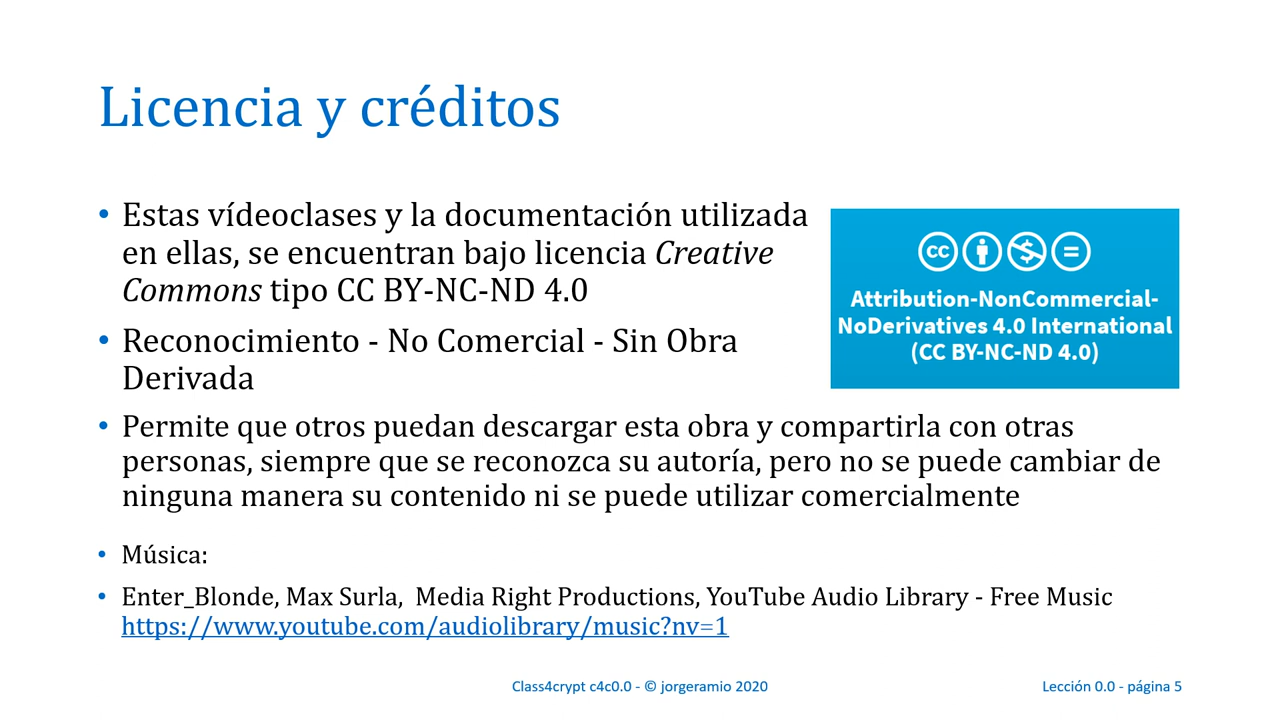 Licencia y créditos
• Estas vídeoclases y la documentación utilizada
en ellas, se encuentran bajo licencia Creative
Commons tipo CC BY-NC-ND 4.0
• Reconocimiento - No Comercial - Sin Obra
Derivada
cc
Attribution-NonCommercial-
NoDerivatives 4.0 International
(CC BY-NC-ND 4.0)
• Permite que otros puedan descargar esta obra y compartirla con otras
personas, siempre que se reconozca su autoría, pero no se puede cambiar de
ninguna manera su contenido ni se puede utilizar comercialmente
• Música:
• Enter_Blonde, Max Surla,  Media Right Productions, YouTube Audio Library - Free Music
https://www.youtube.com/audiolibrary/music?nv=1
Class4crypt c4c0.0 - © jorgeramio 2020
Lección 0.0 - página 5